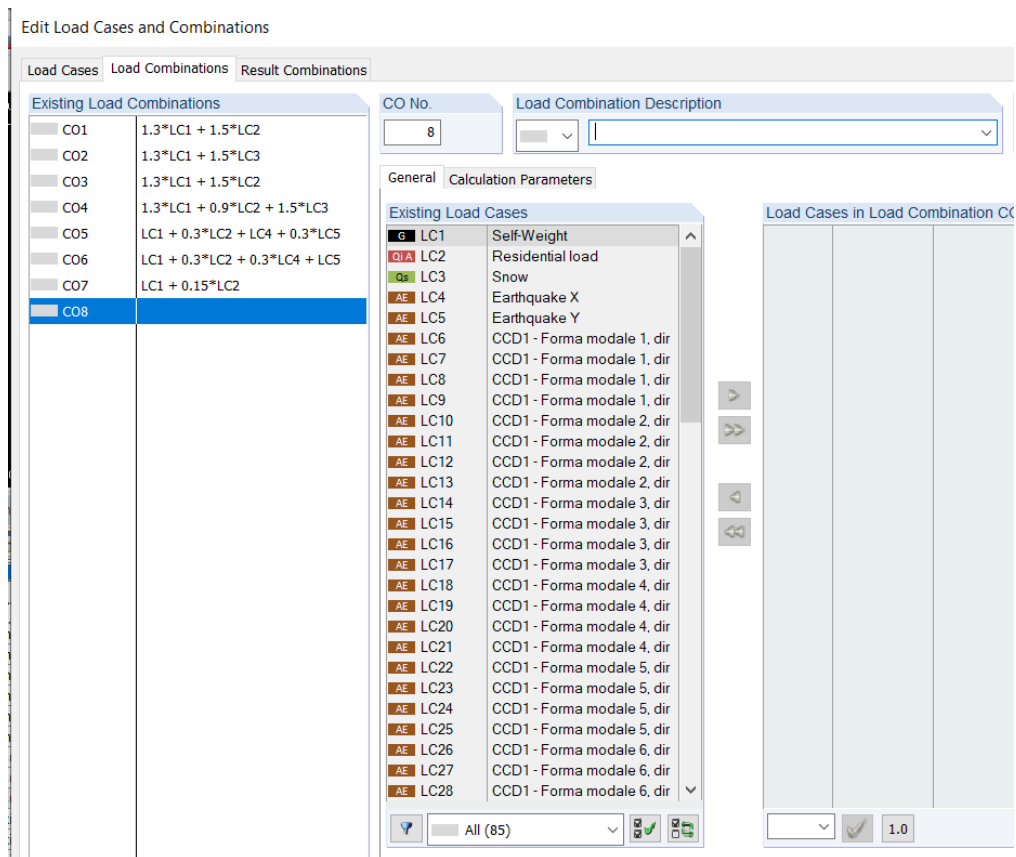 Edit Load Cases and Combinations
Load Cases Load Combinations Result Combinations
Existing Load Combinations
CO1 1.3*LC1 + 1.5*LC2
CO2 1.3*LC1 + 1.5*LC3
CO3 1.3*LC1 + 1.5*LC2
CO4 1.3*LC1 + 0.9*LC2 + 1.5*LC3
CO5 LC1 + 0.3*LC2 + LC4 + 0.3*LC5
CO6 LC1 + 0.3*LC2 + 0.3*LC4 + LC5
CO7 LC1 + 0.15*LC2
CO8
CO No.
8
Load Combination Description
General Calculation Parameters
Existing Load Cases
G LC1 Self-Weight
Qi A LC2 Residential load
Qs LC3 Snow
AE LC4 Earthquake X
AE LC5 Earthquake Y
AE LC6 CCD1 - Forma modale 1, dir
AE LC7 CCD1 - Forma modale 1, dir
AE LC8 CCD1 - Forma modale 1, dir
AE LC9 CCD1 - Forma modale 1, dir
AE LC10 CCD1 - Forma modale 2, dir
AE LC11 CCD1 - Forma modale 2, dir
AE LC12 CCD1 - Forma modale 2, dir
AE LC13 CCD1 - Forma modale 2, dir
AE LC14 CCD1 - Forma modale 3, dir
AE LC15 CCD1 - Forma modale 3, dir
AE LC16 CCD1 - Forma modale 3, dir
AE LC17 CCD1 - Forma modale 3, dir
AE LC18 CCD1 - Forma modale 4, dir
AE LC19 CCD1 - Forma modale 4, dir
AE LC20 CCD1 - Forma modale 4, dir
AE LC21 CCD1 - Forma modale 4, dir
AE LC22 CCD1 - Forma modale 5, dir
AE LC23 CCD1 - Forma modale 5, dir
AE LC24 CCD1 - Forma modale 5, dir
AE LC25 CCD1 - Forma modale 5, dir
AE LC26 CCD1 - Forma modale 6, dir
AE LC27 CCD1 - Forma modale 6, dir
AE LC28 CCD1 - Forma modale 6, dir
All (85)
Load Cases in Load Combination CO
1.0